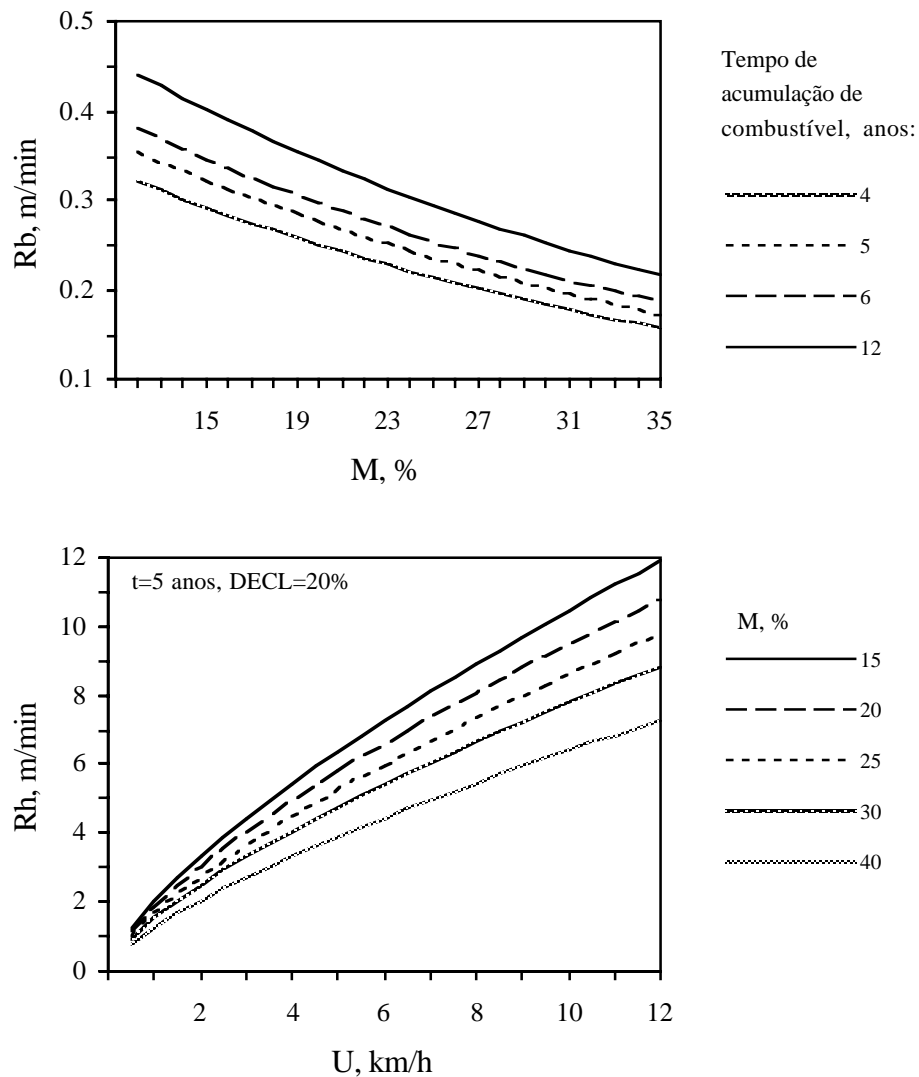 0.5
0.4
0.3
0.2
0.1
Rb, m/min
15 19 23 27 31 35
M, %
Tempo de
acumulação de
combustível, anos:
4
5
6
12
12
10
8
6
4
2
0
Rh, m/min
t=5 anos, DECL=20%
2 4 6 8 10 12
U, km/h
M, %
15
20
25
30
40